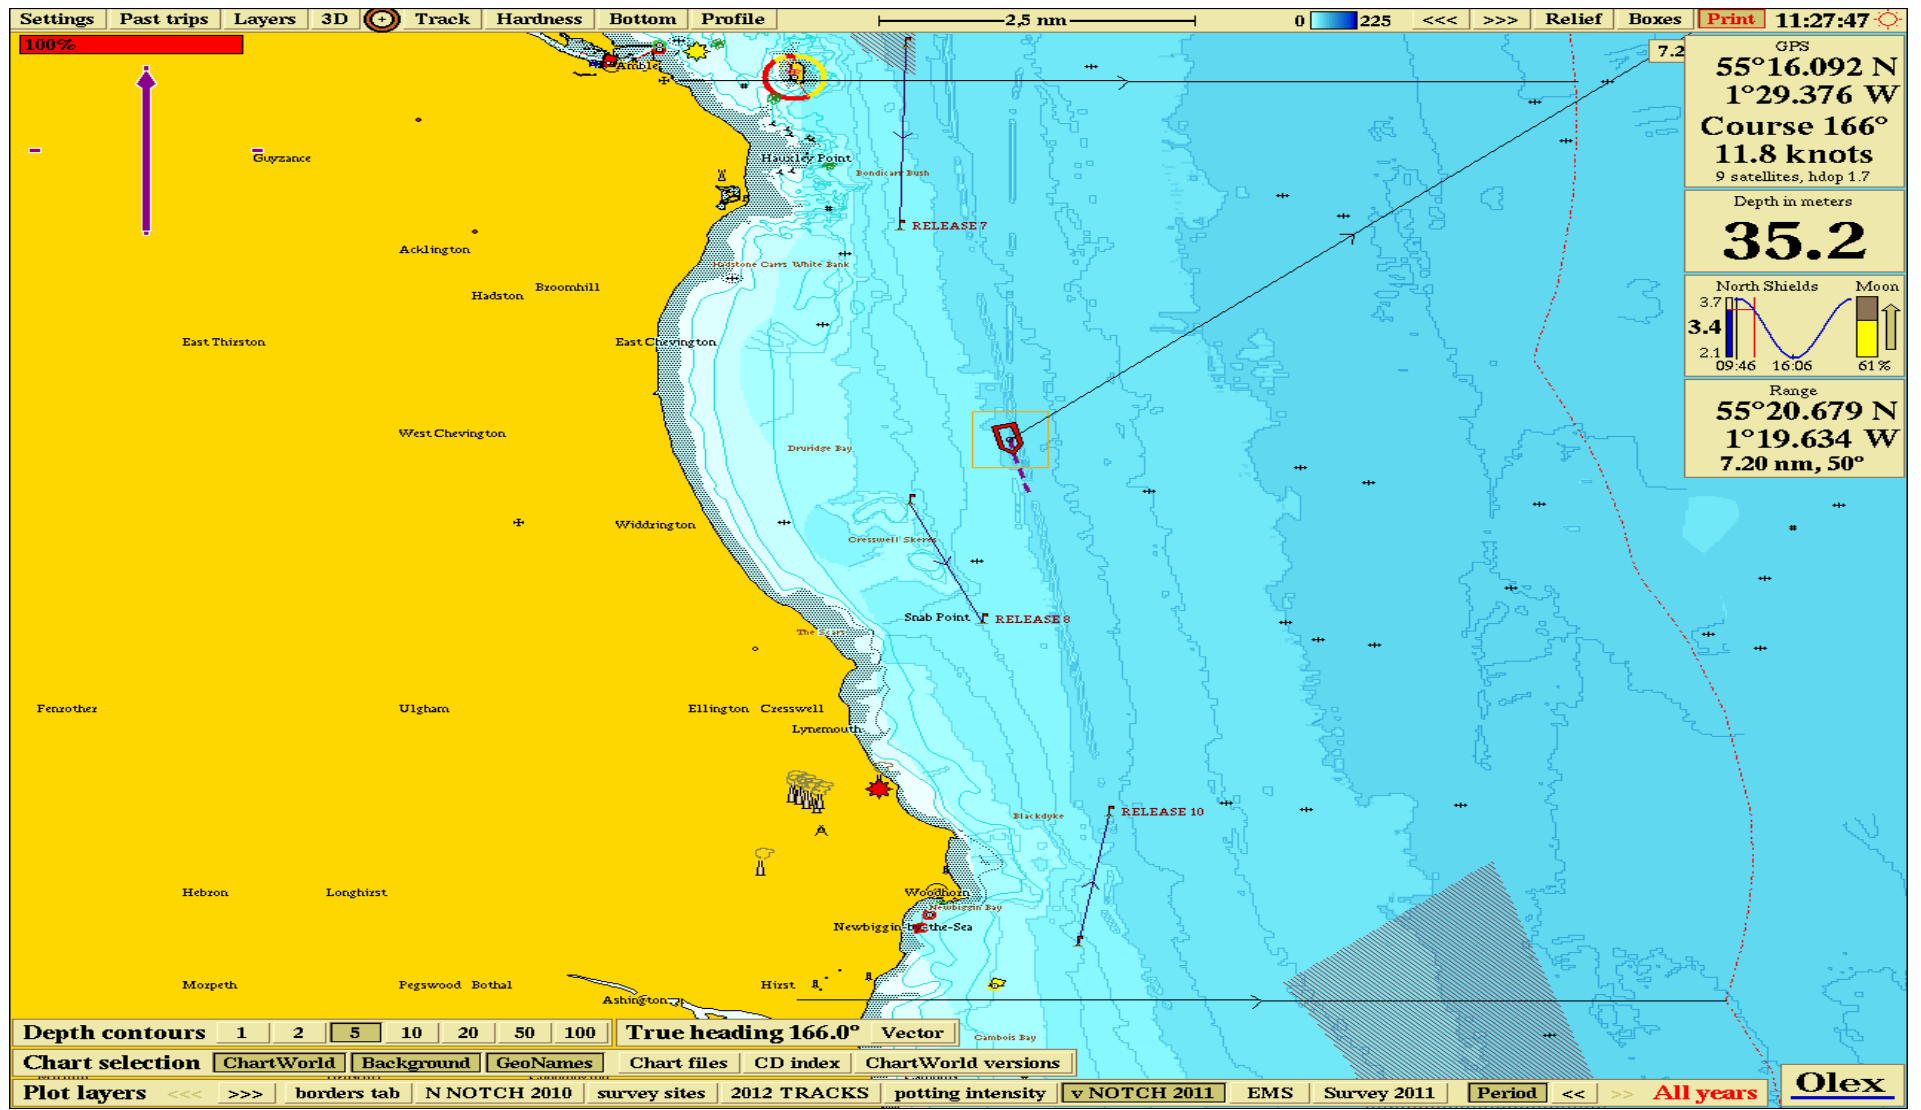 Settings Past trips Layers 3D Track Hardness Bottom Profile 2,5 nm 0 225 <<< >>> Relief Boxes Print 11:27:47
100%
7.2
GPS
55°16.092 N
1°29.376 W
Course 166°
11.8 knots
9 satellites, hdop 1.7
Depth in meters
35.2
North Shields Moon
3.7
3.4
2.1
09:46 16:06 61%
Range
55°20.679 N
1°19.634 W
7.20 nm, 50°
Amble
Guyzance
Hauxley Point
Bondicarr Bush
RELEASE 7
Acklington
Hadstone Carrs White Bank
Broomhill
Hadston
East Thirston
East Chevington
West Chevington
Druridge Bay
Widdrington
Cresswell Skeres
Snab Point
RELEASE 8
The Scars
Fenrother
Ulgham
Ellington Cresswell
Lynemouth
RELEASE 10
Blackdyke
Hebron
Longhirst
Woodhorn
Newbiggin Bay
Newbiggin-by-the-Sea
Morpeth
Pegswood Bothal
Hirst
Ashington
Cambois Bay
Depth contours 1 2 5 10 20 50 100 True heading 166.0° Vector
Chart selection ChartWorld Background GeoNames Chart files CD index ChartWorld versions
Plot layers <<< >>> borders tab N NOTCH 2010 survey sites 2012 TRACKS potting intensity v NOTCH 2011 EMS Survey 2011 Period << >> All years
Olex